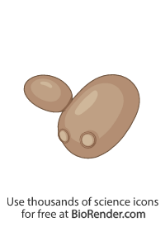 Use thousands of science icons
for free at BioRender.com